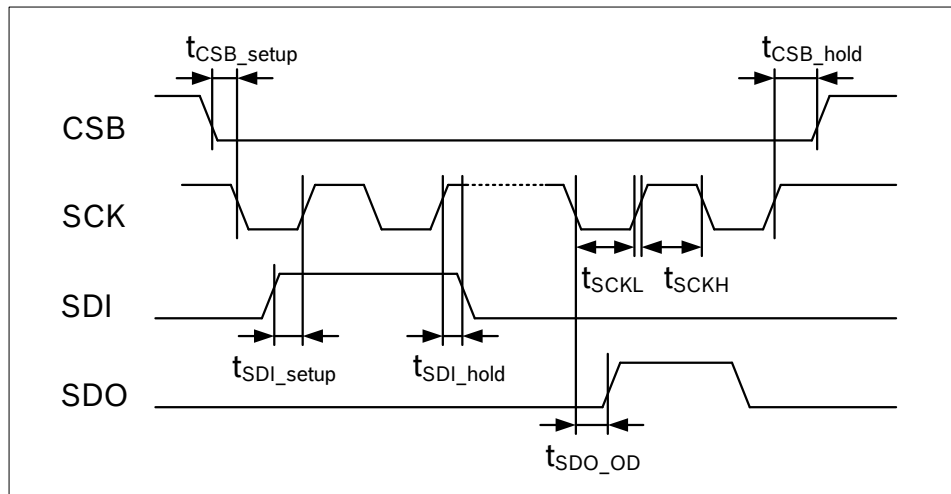 tCSB_setup
tCSB_hold
CSB
SCK
tSCKL
tSCKH
SDI
tSDI_setup
tSDI_hold
SDO
tSDO_OD